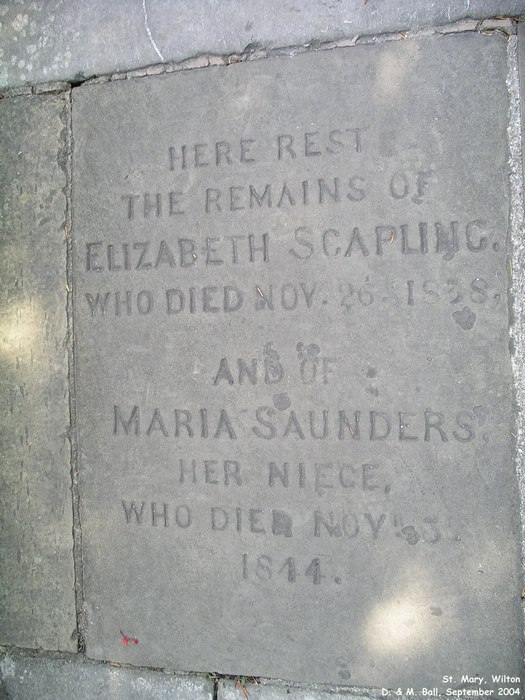 HERE REST
THE REMAINS OF
ELIZABETH SCAPLING.
WHO DIED NOV. 26. 1838.
AND OF
MARIA SAUNDERS,
HER NIECE,
WHO DIED NOV.
1844.
St. Mary, Wilton
D. & M. Ball, September 2004